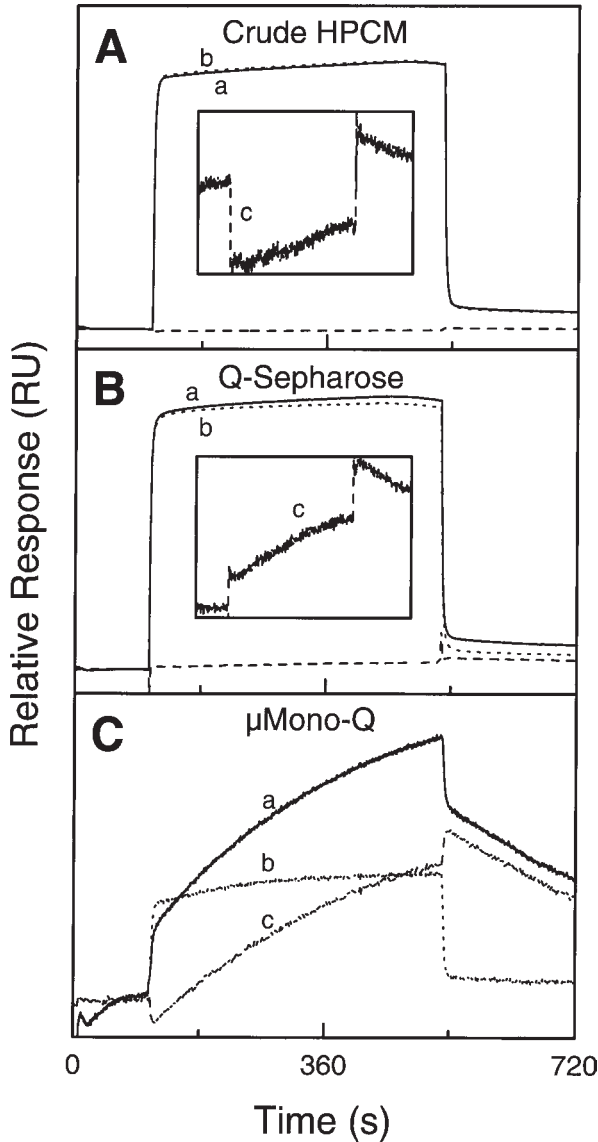 Relative Response (RU)
A
Crude HPCM
b
a
c
B
Q-Sepharose
a
b
c
C
μMono-Q
a
b
c
0 360 720
Time (s)